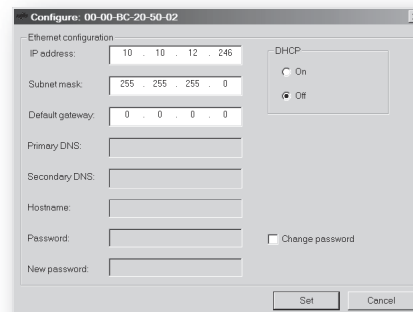 Configure: 00-00-BC-20-50-02
Ethernet configuration
IP address: 10 . 10 . 12 . 246
DHCP
On
Subnet mask: 255 . 255 . 255 . 0
Off
Default gateway: 0 . 0 . 0 . 0
Primary DNS:
Secondary DNS:
Hostname:
Password:
Change password
New password:
Set Cancel